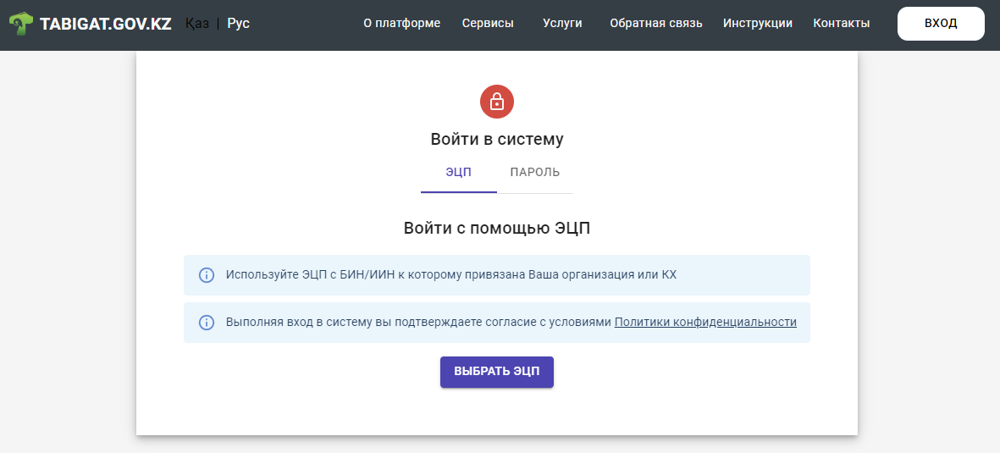 TABIGAT.GOV.KZ Қаз | Рус О платформе Сервисы Услуги Обратная связь Инструкции Контакты ВХОД
Войти в систему
ЭЦП ПАРОЛЬ
Войти с помощью ЭЦП
Используйте ЭЦП с БИН/ИИН к которому привязана Ваша организация или КХ
Выполняя вход в систему вы подтверждаете согласие с условиями Политики конфиденциальности
ВЫБРАТЬ ЭЦП